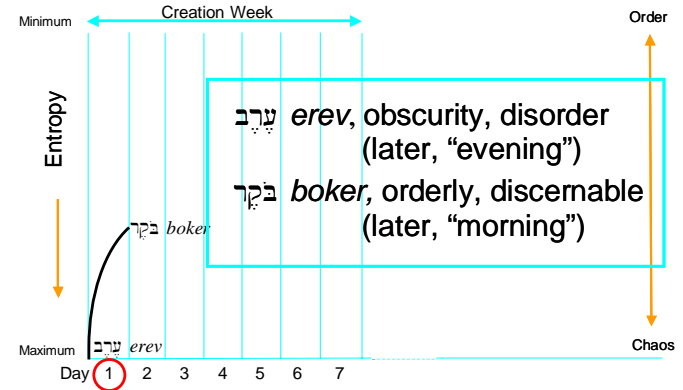 Creation Week
Minimum
Order
Entropy
עֶרֶב erev, obscurity, disorder
(later, “evening”)
בֹּקֶר boker, orderly, discernable
(later, “morning”)
בֹּקֶר boker
עֶרֶב erev
Maximum
Chaos
Day 1 2 3 4 5 6 7